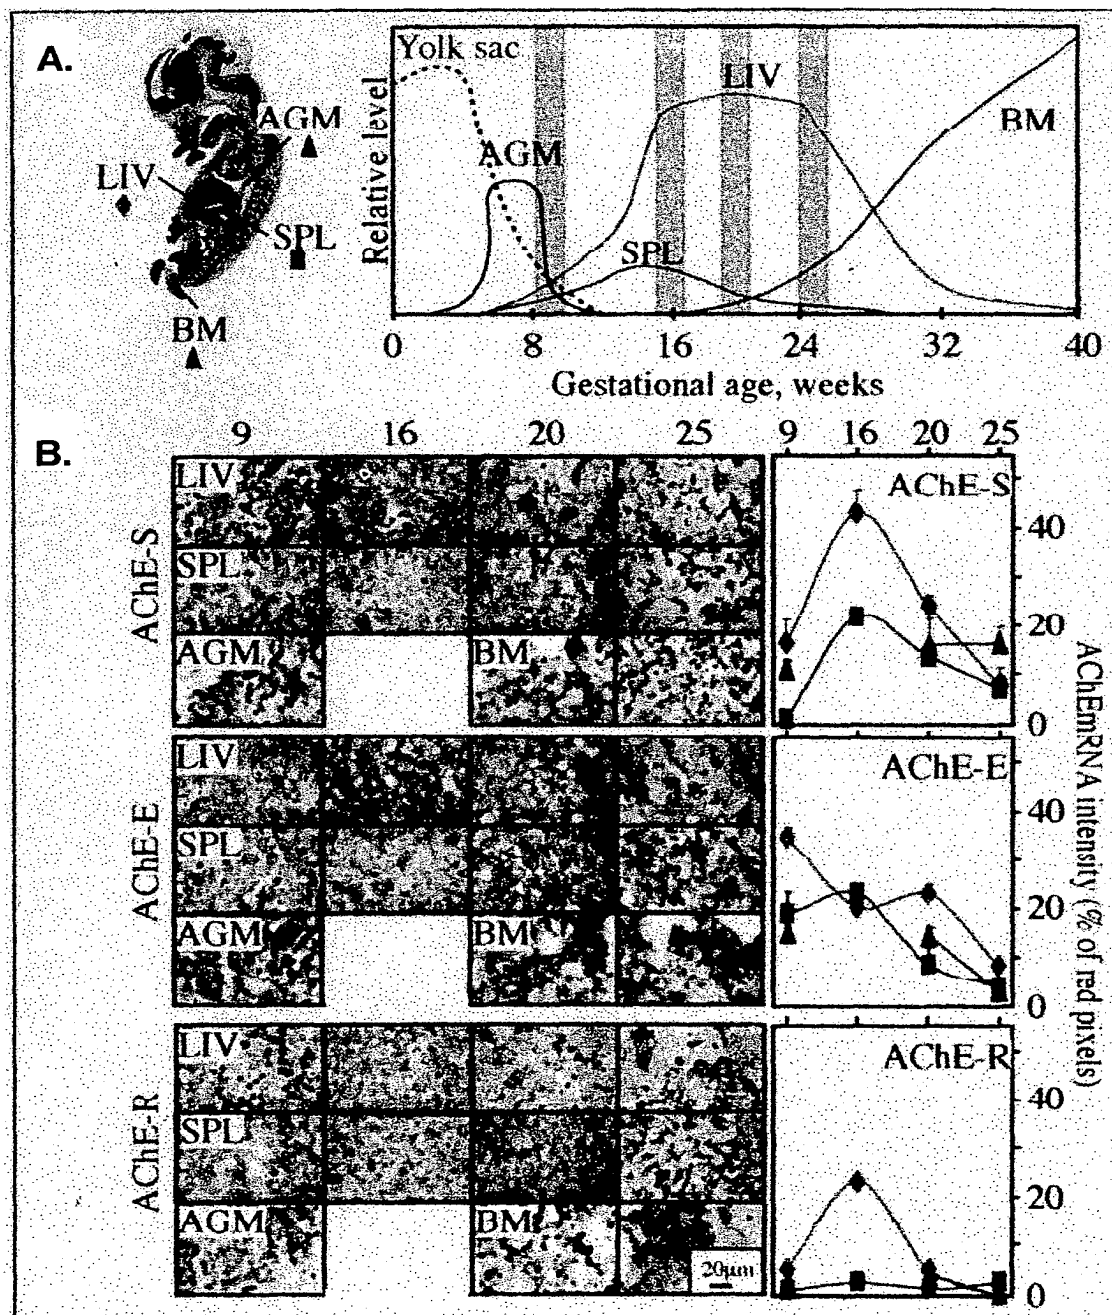 A.
AGM
LIV
SPL
BM
Relative level
Yolk sac
AGM
LIV
SPL
BM
0 8 16 24 32 40
Gestational age, weeks
B.
9 16 20 25 9 16 20 25
AChE-S
LIV
SPL
AGM BM
AChE-S
40
20
0
AChE-E
LIV
SPL
AGM BM
AChE-E
40
20
0
AChE-R
LIV
SPL
AGM BM
20µm
AChE-R
40
20
0
AChEmRNA intensity (% of red pixels)